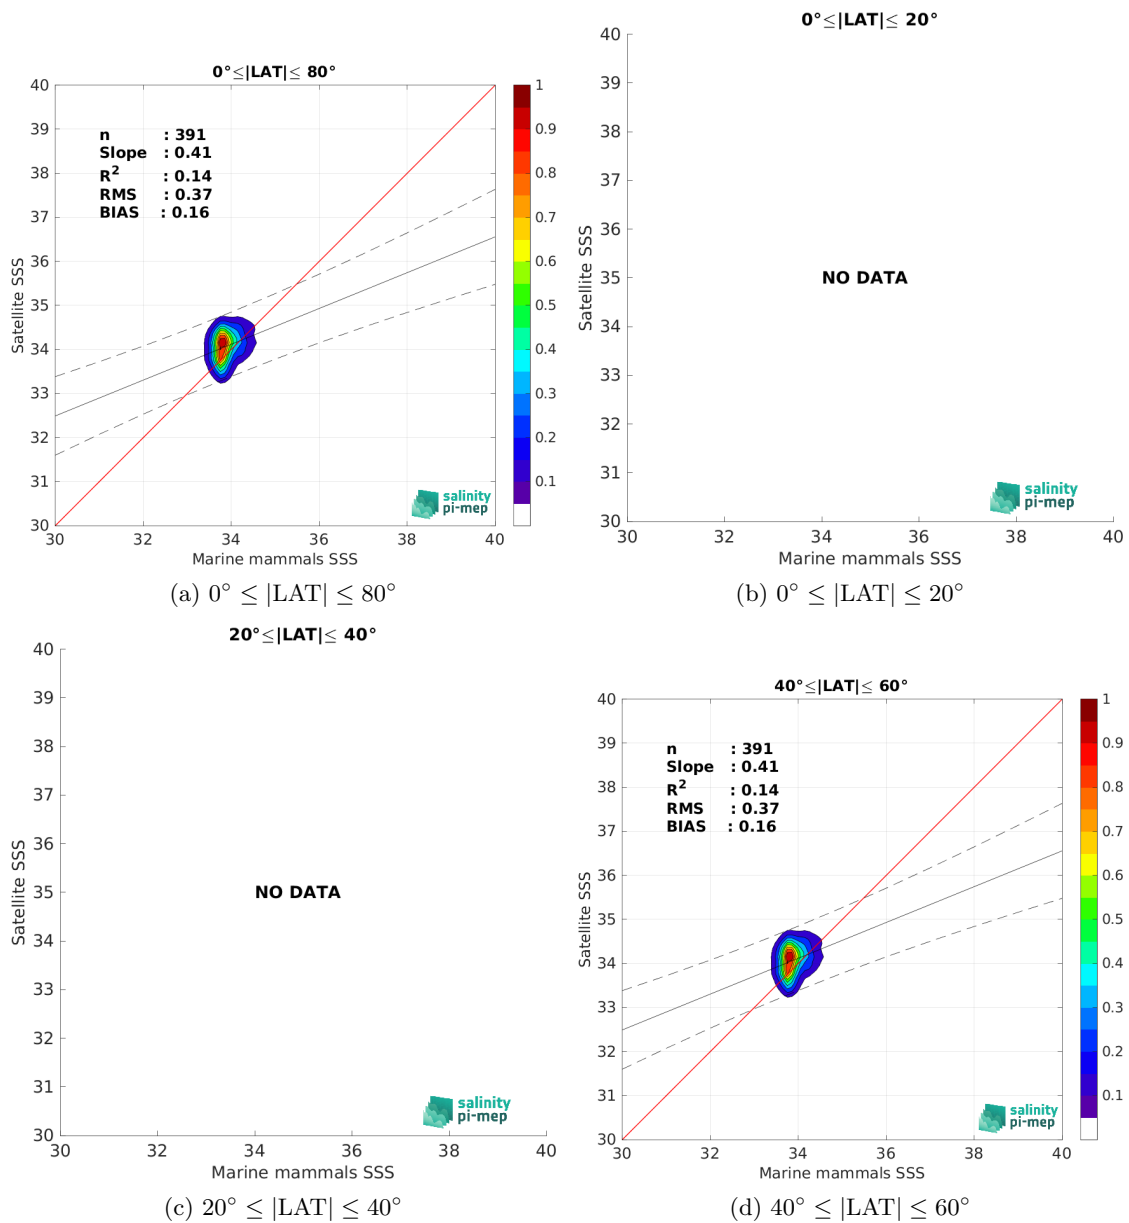 0°≤|LAT|≤ 80°
40
39
38
37
36
35
34
33
32
31
30
Satellite SSS
n : 391
Slope : 0.41
R² : 0.14
RMS : 0.37
BIAS : 0.16
salinity
pi-mep
30 32 34 36 38 40
Marine mammals SSS
1
0.9
0.8
0.7
0.6
0.5
0.4
0.3
0.2
0.1
(a) 0° ≤ |LAT| ≤ 80°
0°≤|LAT|≤ 20°
40
39
38
37
36
35
34
33
32
31
30
Satellite SSS
NO DATA
salinity
pi-mep
30 32 34 36 38 40
Marine mammals SSS
(b) 0° ≤ |LAT| ≤ 20°
20°≤|LAT|≤ 40°
40
39
38
37
36
35
34
33
32
31
30
Satellite SSS
NO DATA
salinity
pi-mep
30 32 34 36 38 40
Marine mammals SSS
(c) 20° ≤ |LAT| ≤ 40°
40°≤|LAT|≤ 60°
40
39
38
37
36
35
34
33
32
31
30
Satellite SSS
n : 391
Slope : 0.41
R² : 0.14
RMS : 0.37
BIAS : 0.16
salinity
pi-mep
30 32 34 36 38 40
Marine mammals SSS
1
0.9
0.8
0.7
0.6
0.5
0.4
0.3
0.2
0.1
(d) 40° ≤ |LAT| ≤ 60°